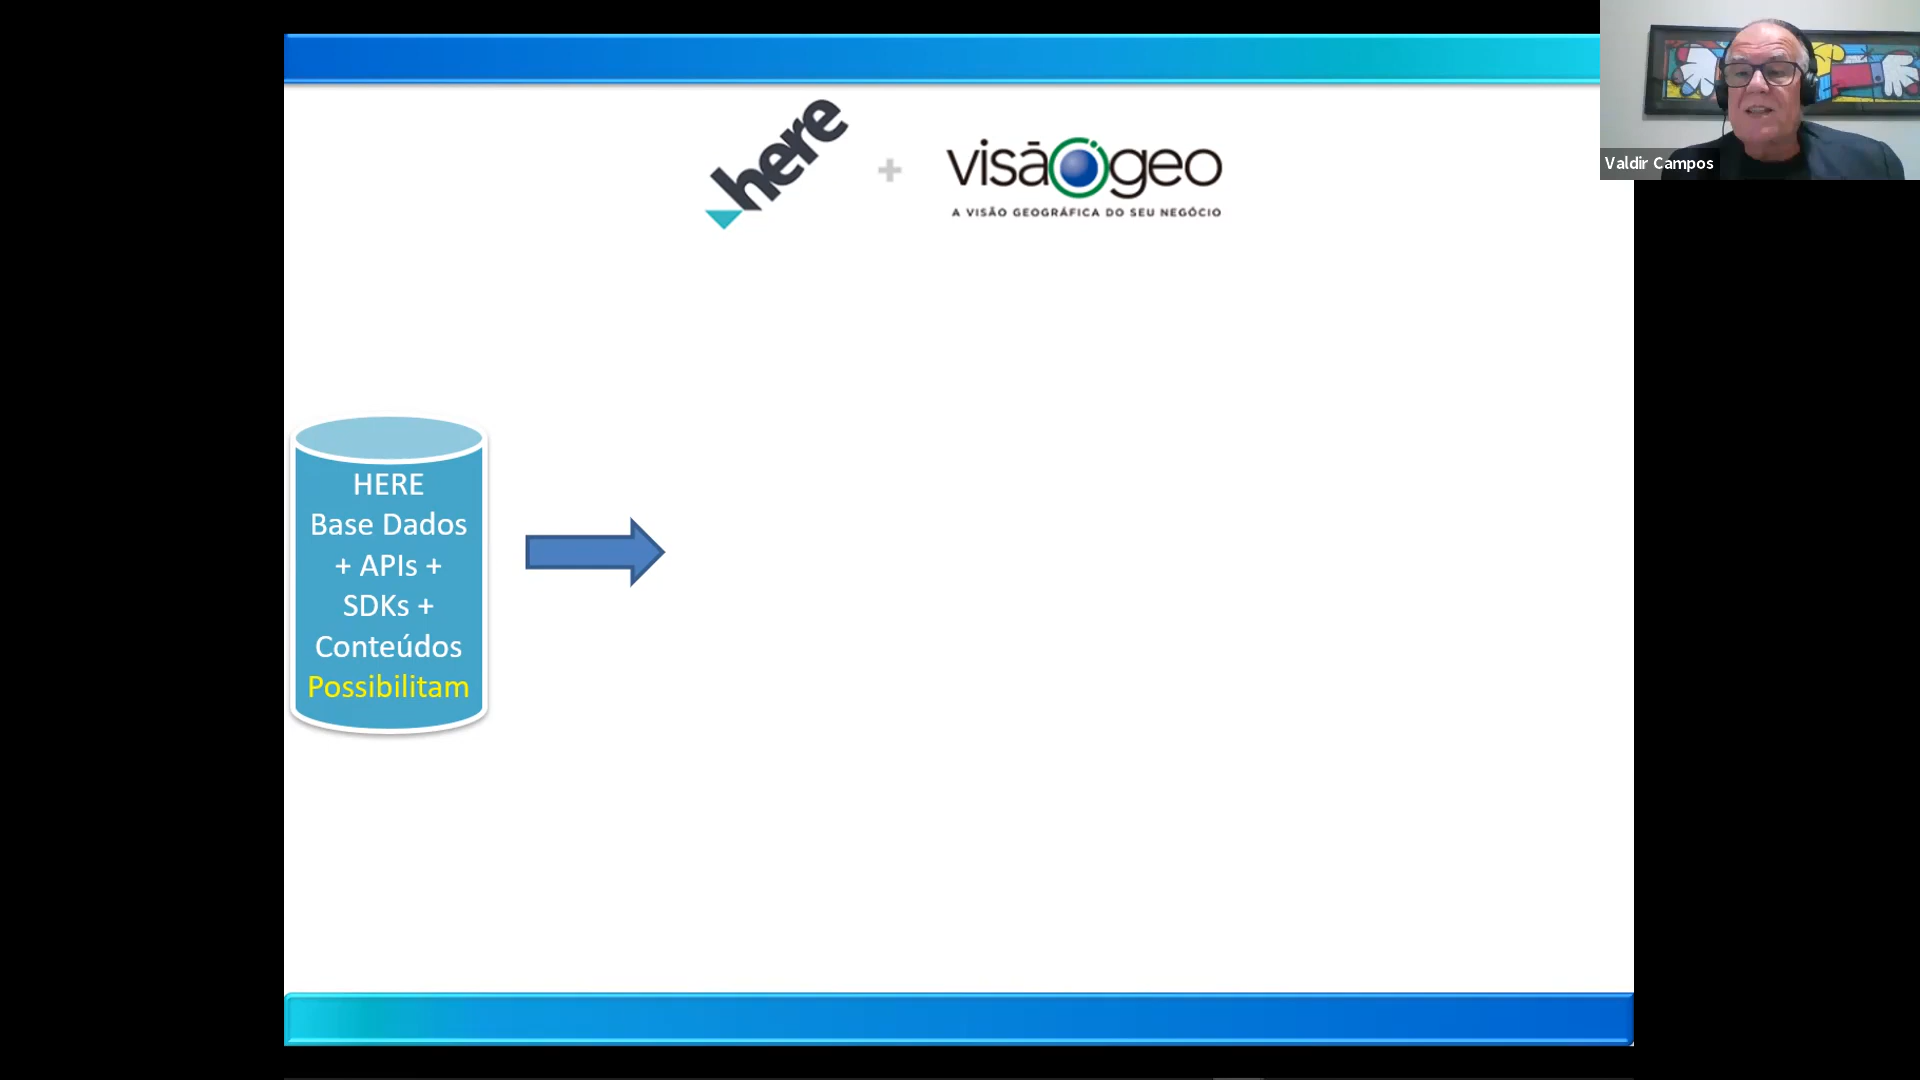 here
+
visãogeo
A VISÃO GEOGRÁFICA DO SEU NEGÓCIO
Valdir Campos
HERE
Base Dados
+ APIs +
SDKs +
Conteúdos
Possibilitam